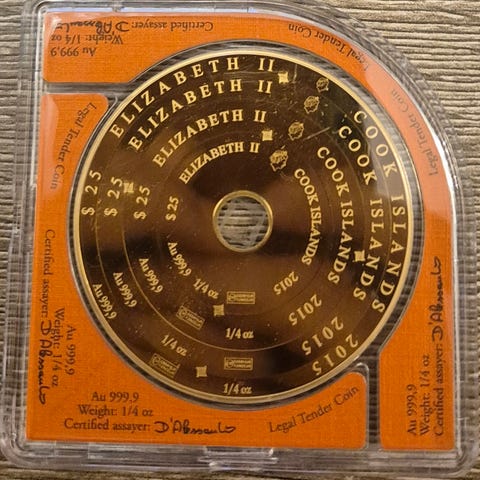 Certified assayer: D'Alessandro
Weight: 1/4 oz
Au 999,9
Legal Tender Coin
Legal Tender Coin
ELIZABETH II
COOK ISLANDS
2015
1/4 oz
Au 999,9
$ 25
ELIZABETH II
COOK ISLANDS
2015
1/4 oz
Au 999,9
$ 25
ELIZABETH II
COOK ISLANDS
2015
1/4 oz
Au 999,9
$ 25
ELIZABETH II
COOK ISLANDS
2015
1/4 oz
Au 999,9
$ 25
Certified assayer:
Weight: 1/4 oz
Au 999,9
Au 999,9
Weight: 1/4 oz
Certified assayer:
Legal Tender Coin
Au 999,9
Weight: 1/4 oz
Certified assayer: